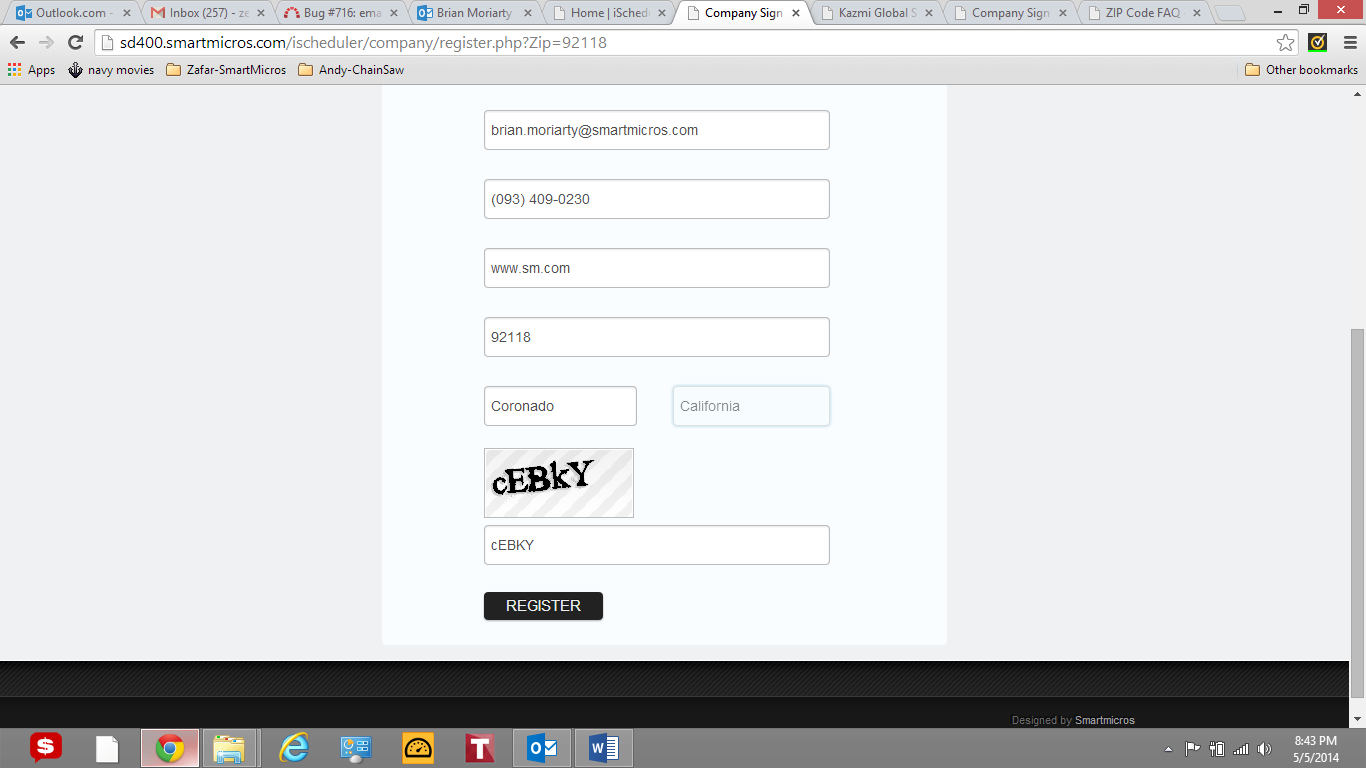 Outlook.com - Inbox (257) - ze Bug #716: ema Brian Moriarty Home | iSched Company Sign Kazmi Global S Company Sign ZIP Code FAQ -
sd400.smartmicros.com/ischeduler/company/register.php?Zip=92118
Apps navy movies Zafar-SmartMicros Andy-ChainSaw Other bookmarks
brian.moriarty@smartmicros.com
(093) 409-0230
www.sm.com
92118
Coronado California
cEBkY
cEBKY
REGISTER
Designed by Smartmicros
8:43 PM
5/5/2014